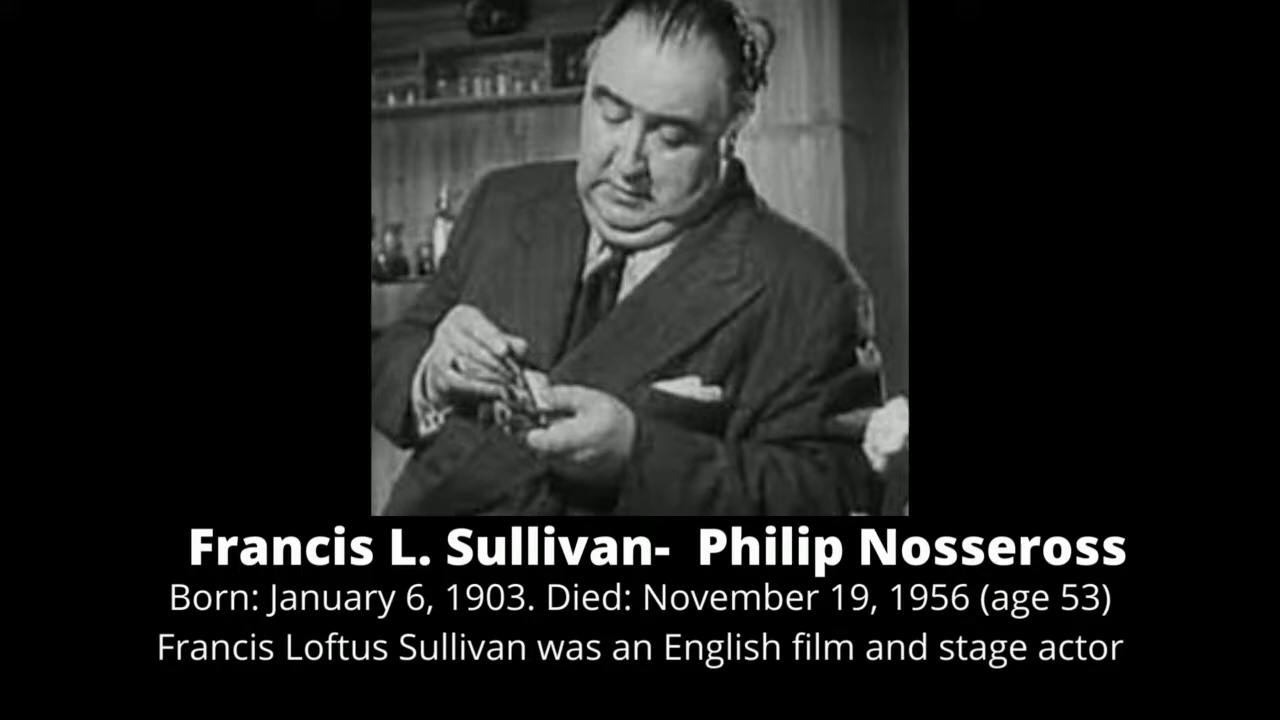 Francis L. Sullivan- Philip Nosseross
Born: January 6, 1903. Died: November 19, 1956 (age 53)
Francis Loftus Sullivan was an English film and stage actor